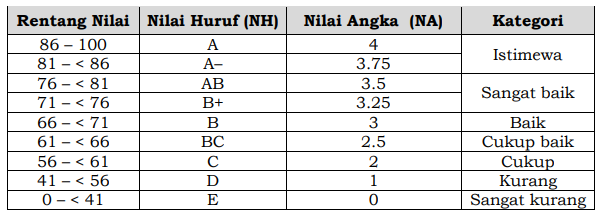 Rentang Nilai Nilai Huruf (NH) Nilai Angka (NA) Kategori
86 – 100 A 4 Istimewa
81 – < 86 A– 3.75
76 – < 81 AB 3.5 Sangat baik
71 – < 76 B+ 3.25
66 – < 71 B 3 Baik
61 – < 66 BC 2.5 Cukup baik
56 – < 61 C 2 Cukup
41 – < 56 D 1 Kurang
0 – < 41 E 0 Sangat kurang